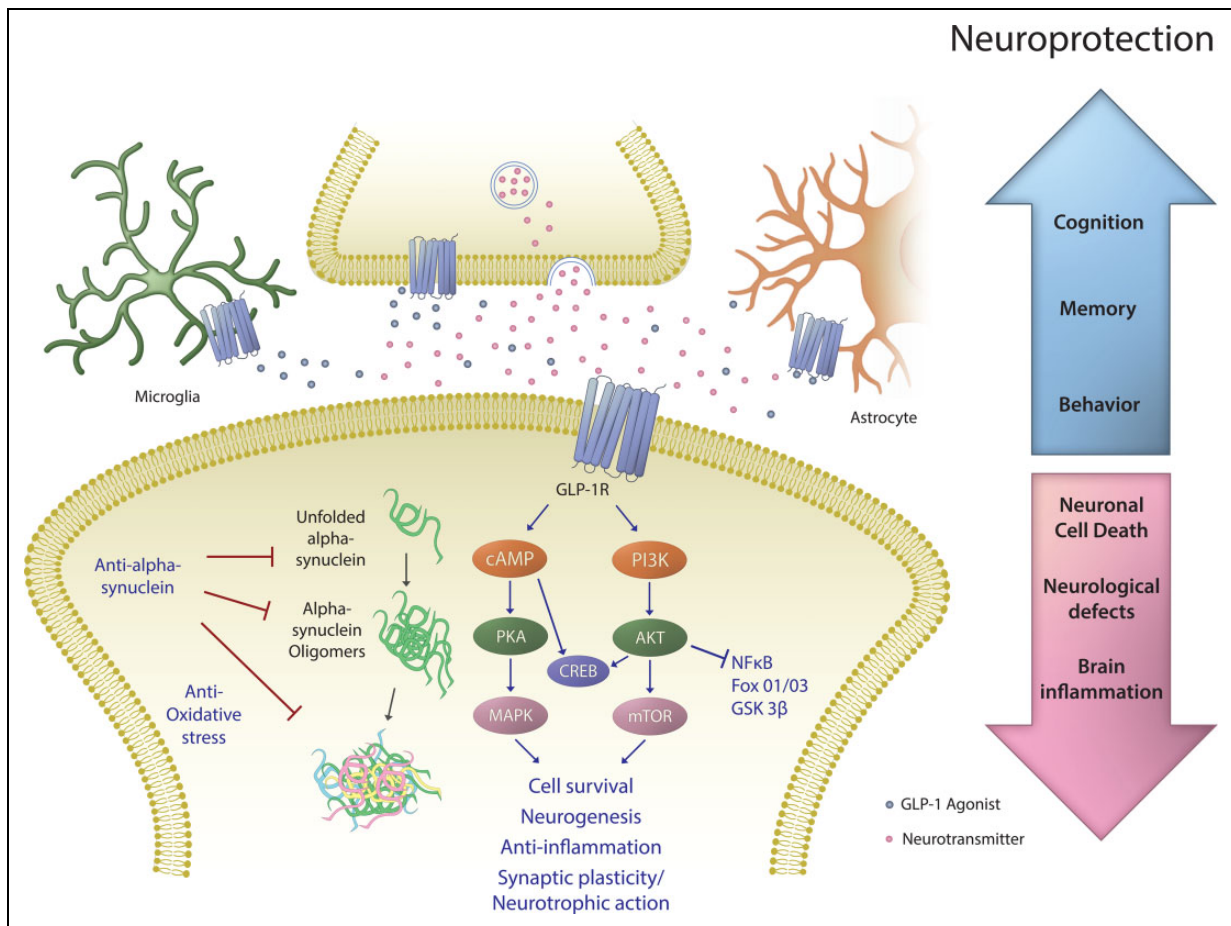 Neuroprotection
Cognition
Memory
Behavior
Neuronal
Cell Death
Neurological
defects
Brain
inflammation
Microglia
Astrocyte
GLP-1R
Unfolded
alpha-
synuclein
Anti-alpha-
synuclein
Alpha-
synuclein
Oligomers
Anti-
Oxidative
stress
cAMP
PI3K
PKA
AKT
CREB
NFκB
Fox 01/03
GSK 3β
MAPK
mTOR
Cell survival
Neurogenesis
Anti-inflammation
Synaptic plasticity/
Neurotrophic action
GLP-1 Agonist
Neurotransmitter